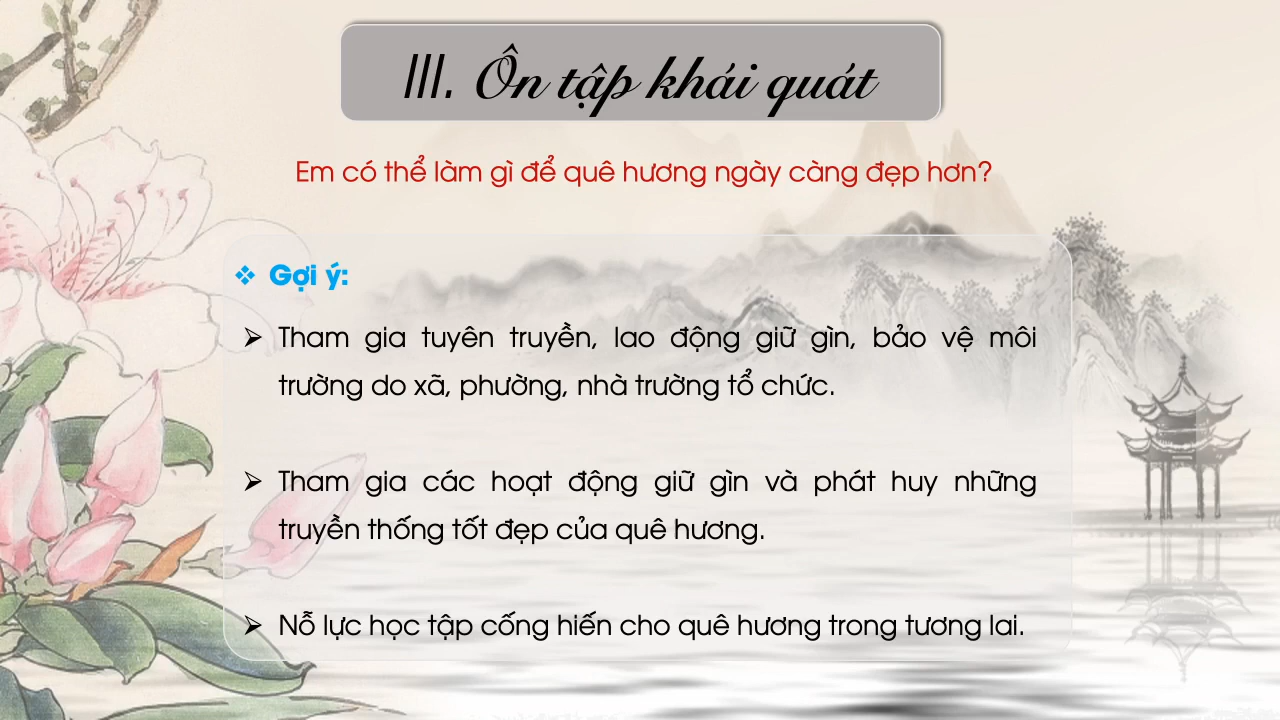 III. Ôn tập khái quát
Em có thể làm gì để quê hương ngày càng đẹp hơn?
❖ Gợi ý:
➢ Tham gia tuyên truyền, lao động giữ gìn, bảo vệ môi
trường do xã, phường, nhà trường tổ chức.
➢ Tham gia các hoạt động giữ gìn và phát huy những
truyền thống tốt đẹp của quê hương.
➢ Nỗ lực học tập cống hiến cho quê hương trong tương lai.